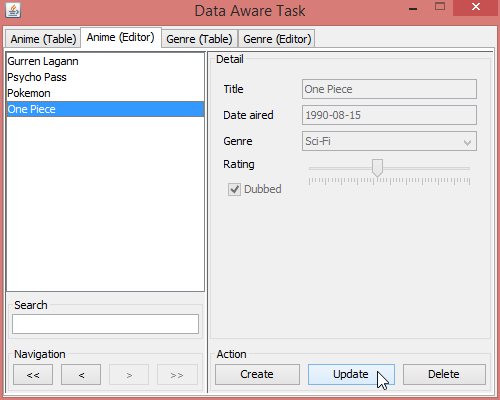 Data Aware Task
Anime (Table) Anime (Editor) Genre (Table) Genre (Editor)
Gurren Lagann
Psycho Pass
Pokemon
One Piece
Search
Navigation
<< < > >>
Detail
Title One Piece
Date aired 1990-08-15
Genre Sci-Fi
Rating
Dubbed
Action
Create Update Delete